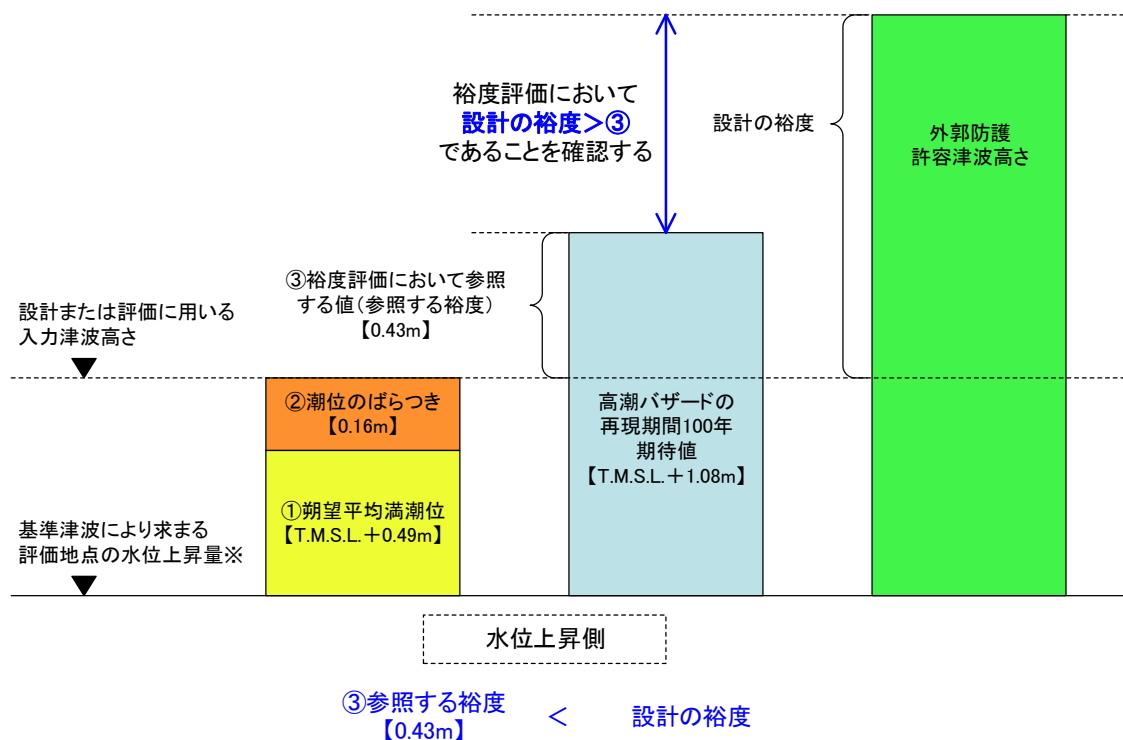 裕度評価において
設計の裕度＞③
であることを確認する
設計の裕度
外郭防護
許容津波高さ
③裕度評価において参照
する値（参照する裕度）
【0.43m】
設計または評価に用いる
入力津波高さ
②潮位のばらつき
【0.16m】
高潮バザードの
再現期間100年
期待値
【T.M.S.L.＋1.08m】
①朔望平均満潮位
【T.M.S.L.＋0.49m】
基準津波により求まる
評価地点の水位上昇量※
水位上昇側
③参照する裕度 ＜ 設計の裕度
【0.43m】